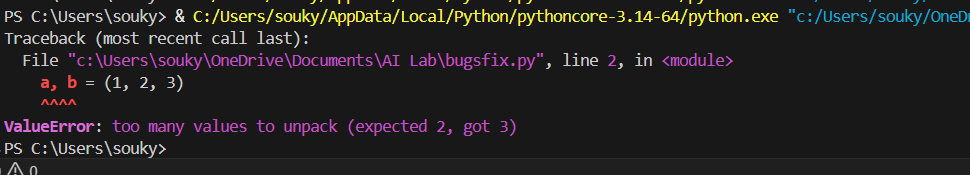 PS C:\Users\souky> & C:/Users/souky/AppData/Local/Python/pythoncore-3.14-64/python.exe "c:/Users/souky/OneDr
Traceback (most recent call last):
  File "c:\Users\souky\OneDrive\Documents\AI Lab\bugsfix.py", line 2, in <module>
    a, b = (1, 2, 3)
    ^^^^
ValueError: too many values to unpack (expected 2, got 3)
PS C:\Users\souky>
0